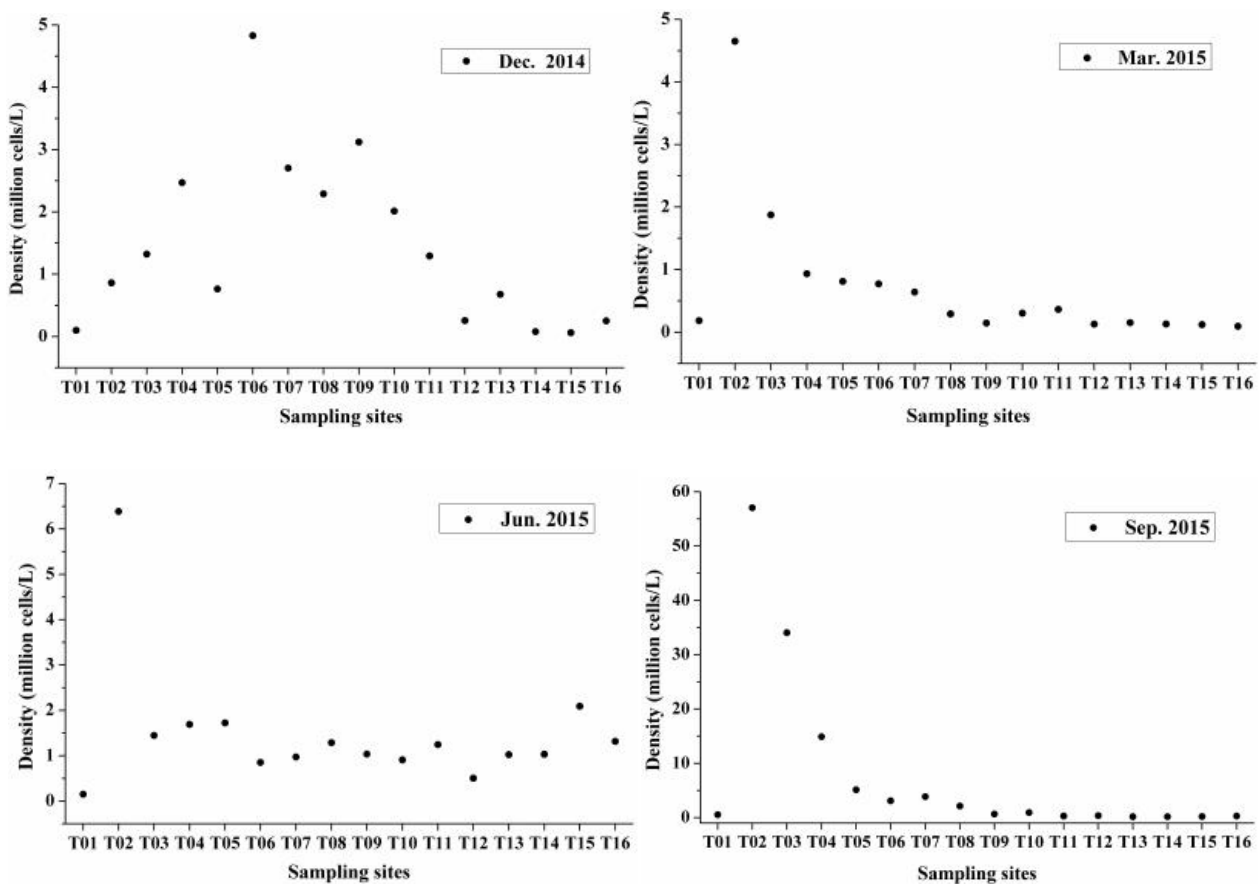 Dec. 2014
Density (million cells/L)
5
4
3
2
1
0
T01 T02 T03 T04 T05 T06 T07 T08 T09 T10 T11 T12 T13 T14 T15 T16
Sampling sites
Mar. 2015
Density (million cells/L)
5
4
3
2
1
0
T01 T02 T03 T04 T05 T06 T07 T08 T09 T10 T11 T12 T13 T14 T15 T16
Sampling sites
Jun. 2015
Density (million cells/L)
7
6
5
4
3
2
1
0
T01 T02 T03 T04 T05 T06 T07 T08 T09 T10 T11 T12 T13 T14 T15 T16
Sampling sites
Sep. 2015
Density (million cells/L)
60
50
40
30
20
10
0
T01 T02 T03 T04 T05 T06 T07 T08 T09 T10 T11 T12 T13 T14 T15 T16
Sampling sites